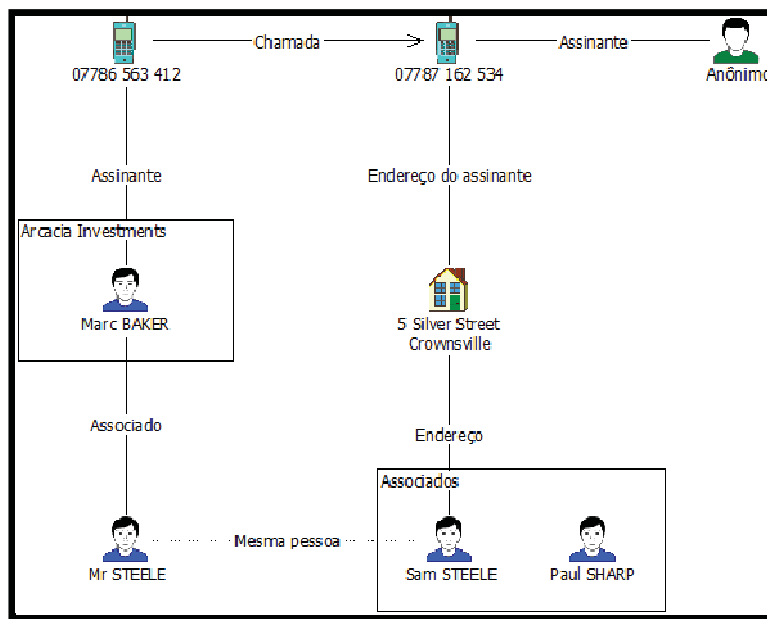 Chamada
Assinante
07786 563 412
07787 162 534
Anônimo
Assinante
Endereço do assinante
Arcacia Investments
Marc BAKER
5 Silver Street
Crownsville
Associado
Endereço
Associados
Mesma pessoa
Mr STEELE
Sam STEELE
Paul SHARP